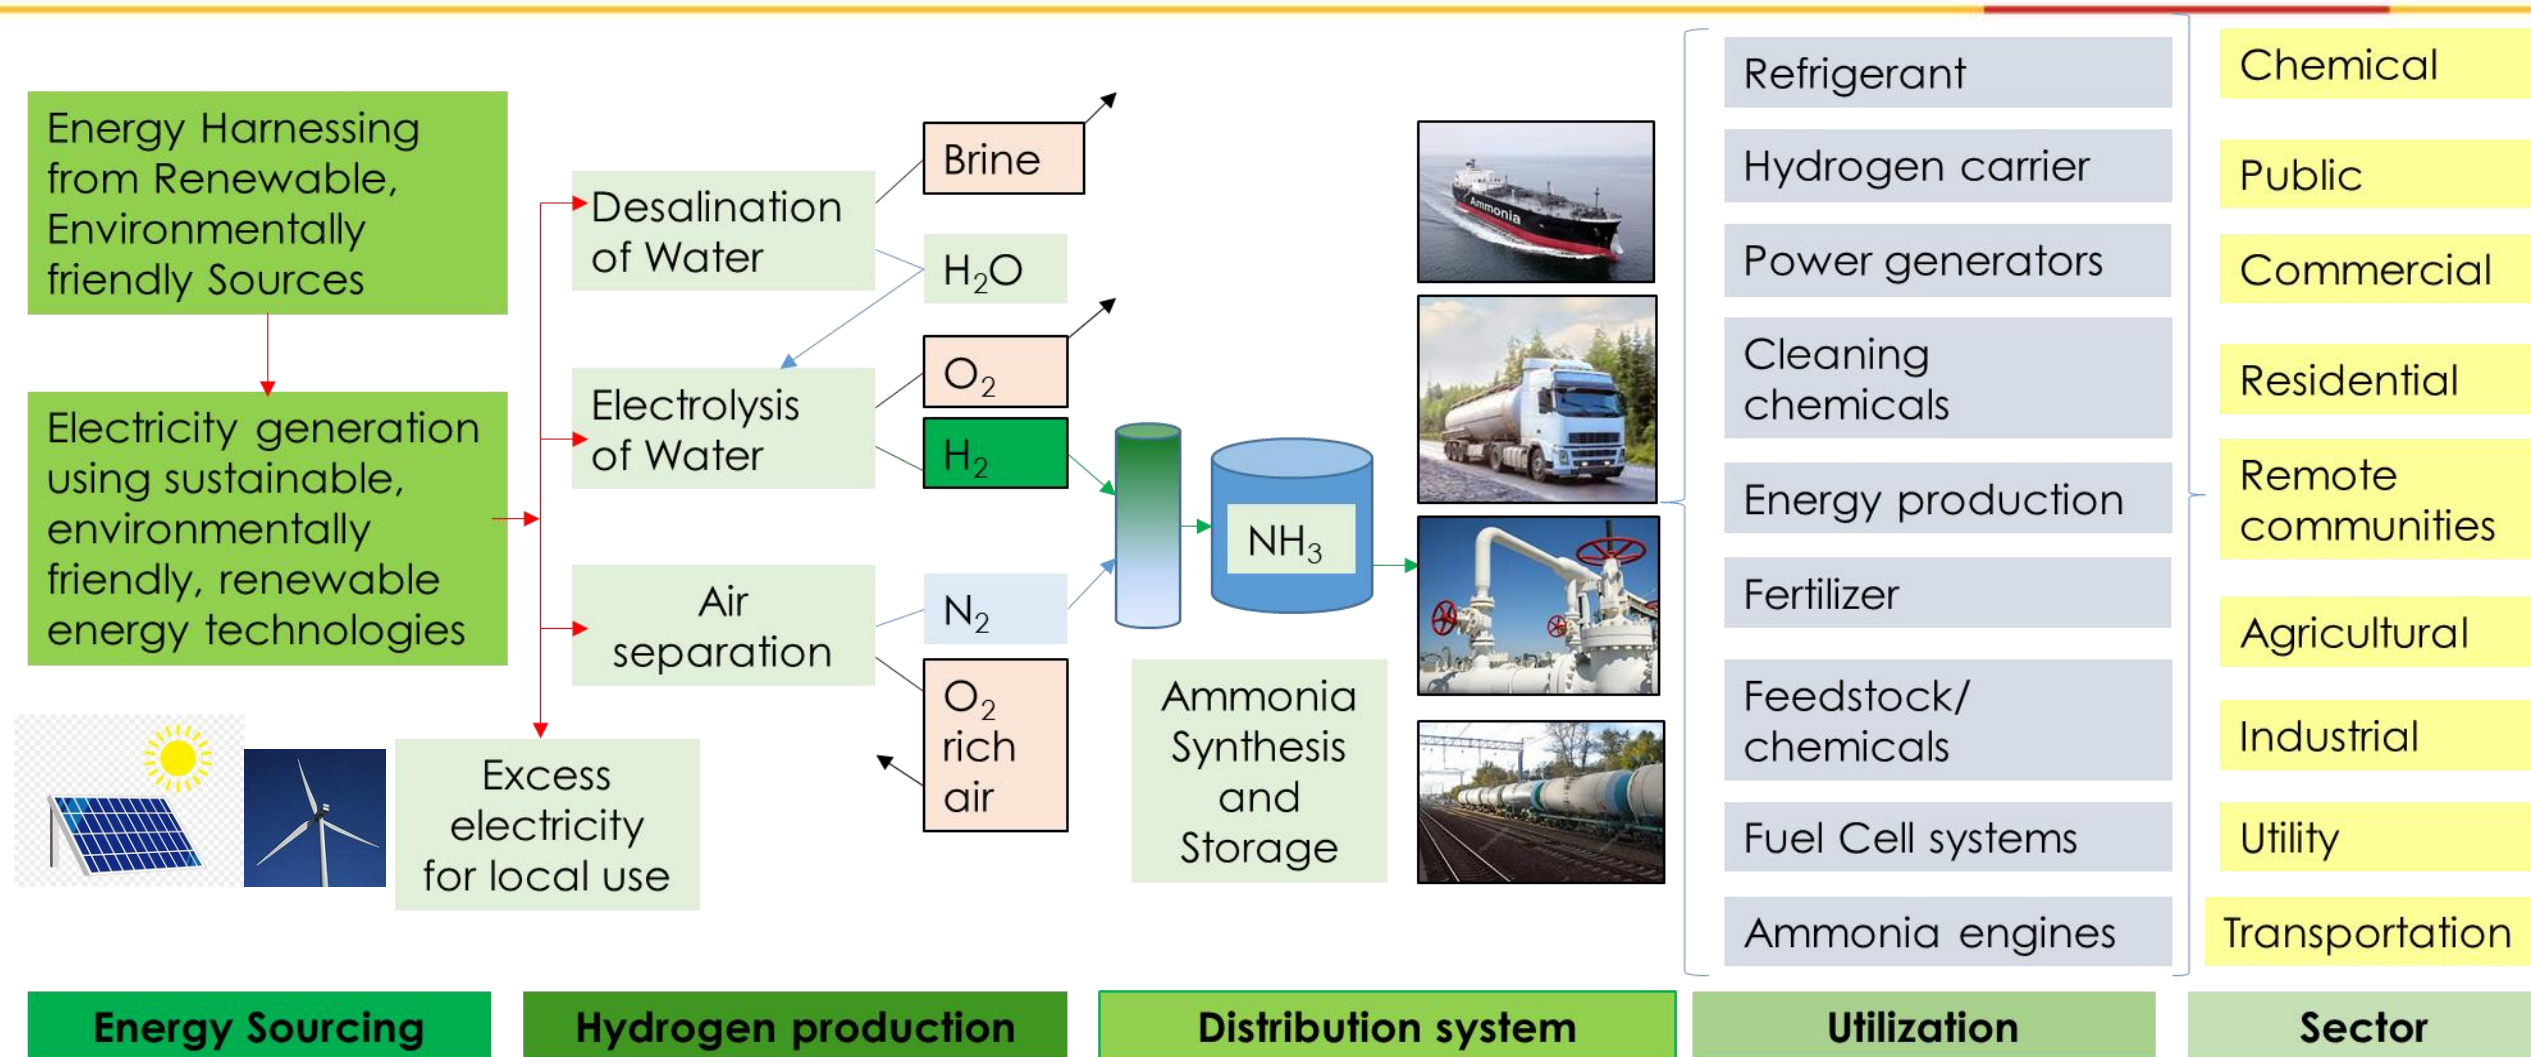 Energy Harnessing
from Renewable,
Environmentally
friendly Sources
Electricity generation
using sustainable,
environmentally
friendly, renewable
energy technologies
Excess
electricity
for local use
Desalination
of Water
Electrolysis
of Water
Air
separation
Brine
H₂O
O₂
H₂
N₂
O₂
rich
air
NH₃
Ammonia
Synthesis
and
Storage
Ammonia
Refrigerant
Hydrogen carrier
Power generators
Cleaning
chemicals
Energy production
Fertilizer
Feedstock/
chemicals
Fuel Cell systems
Ammonia engines
Chemical
Public
Commercial
Residential
Remote
communities
Agricultural
Industrial
Utility
Transportation
Energy Sourcing
Hydrogen production
Distribution system
Utilization
Sector